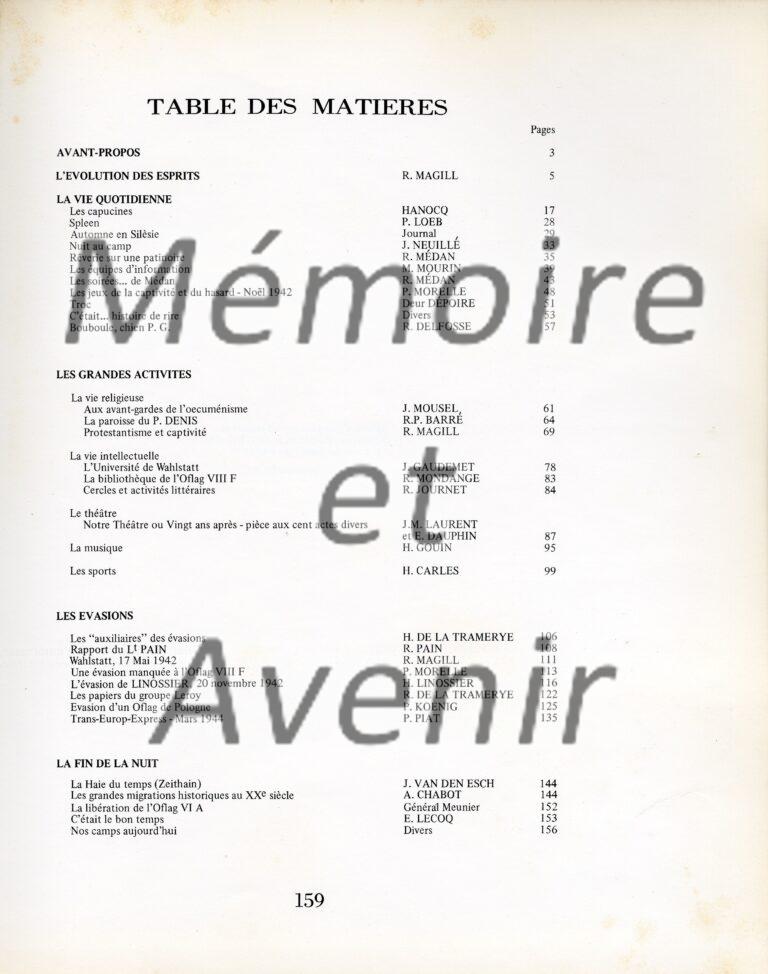 TABLE DES MATIERES
Pages
AVANT-PROPOS 3
L'EVOLUTION DES ESPRITS R. MAGILL 5
LA VIE QUOTIDIENNE
Les capucines HANOCQ 17
Spleen P. LOEB 28
Automne en Silèsie Journal 29
Nuit au camp J. NEUILLÉ 33
Rêverie sur une patinoire R. MÉDAN 35
Les équipes d'information M. MOURIN 39
Les soirées... de Médan R. MÉDAN 43
Les jeux de la captivité et du hasard - Noël 1942 P. MORELLE 48
Troc Deur DÉPOIRE 51
C'était... histoire de rire Divers 53
Bouboule, chien P. G. R. DELFOSSE 57
Mémoire
LES GRANDES ACTIVITES
La vie religieuse
Aux avant-gardes de l'oecuménisme J. MOUSEL 61
La paroisse du P. DENIS R.P. BARRÉ 64
Protestantisme et captivité R. MAGILL 69
La vie intellectuelle
L'Université de Wahlstatt J. GAUDEMET 78
La bibliothèque de l'Oflag VIII F R. MONDANGE 83
Cercles et activités littéraires R. JOURNET 84
et
Le théâtre
Notre Théâtre ou Vingt ans après - pièce aux cent actes divers J.M. LAURENT
et E. DAUPHIN 87
La musique H. GOUIN 95
Les sports H. CARLES 99
LES EVASIONS
Les "auxiliaires" des évasions H. DE LA TRAMERYE 106
Rapport du Lt PAIN R. PAIN 108
Wahlstatt, 17 Mai 1942 R. MAGILL 111
Une évasion manquée à l'Oflag VIII F P. MORELLE 113
L'évasion de LINOSSIER, 20 novembre 1942 H. LINOSSIER 116
Les papiers du groupe Leroy R. DE LA TRAMERYE 122
Evasion d'un Oflag de Pologne P. KOENIG 125
Trans-Europ-Express - Mars 1944 P. PIAT 135
Avenir
LA FIN DE LA NUIT
La Haie du temps (Zeithain) J. VAN DEN ESCH 144
Les grandes migrations historiques au XXe siècle A. CHABOT 144
La libération de l'Oflag VI A Général Meunier 152
C'était le bon temps E. LECOQ 153
Nos camps aujourd'hui Divers 156
159